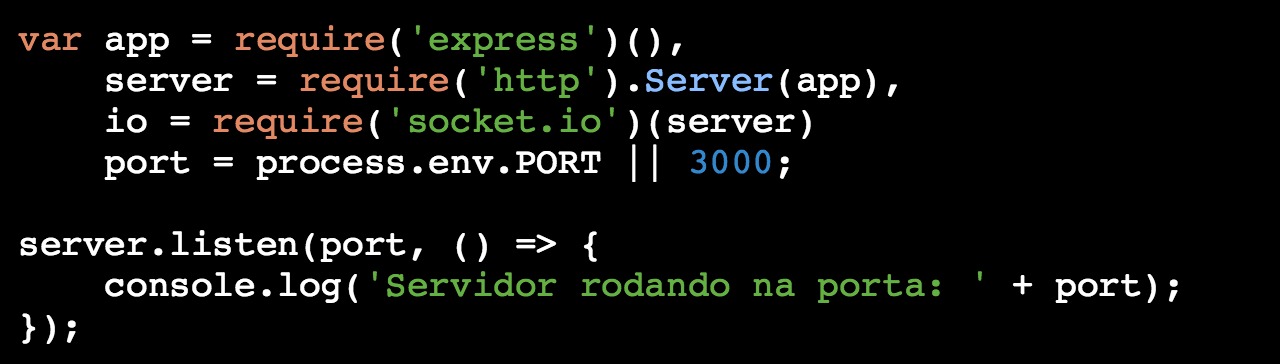 var app = require('express')(),
    server = require('http').Server(app),
    io = require('socket.io')(server)
    port = process.env.PORT || 3000;

server.listen(port, () => {
    console.log('Servidor rodando na porta: ' + port);
});